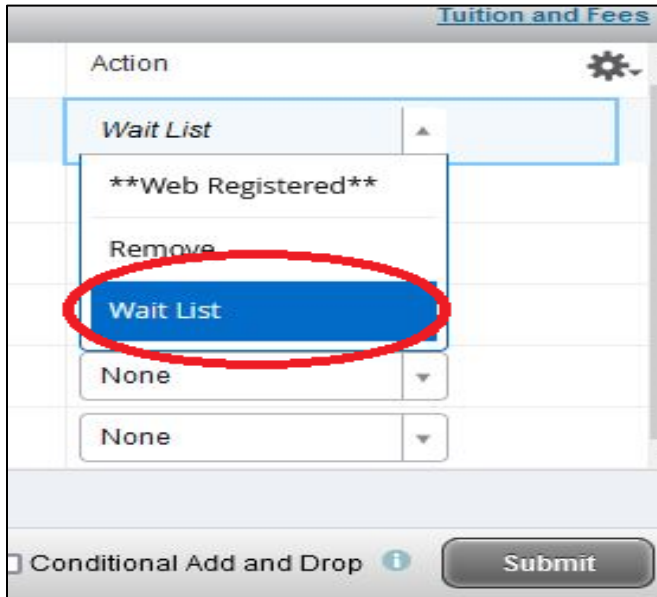 Tuition and Fees
Action
Wait List
**Web Registered**
Remove
Wait List
None
None
Conditional Add and Drop
Submit